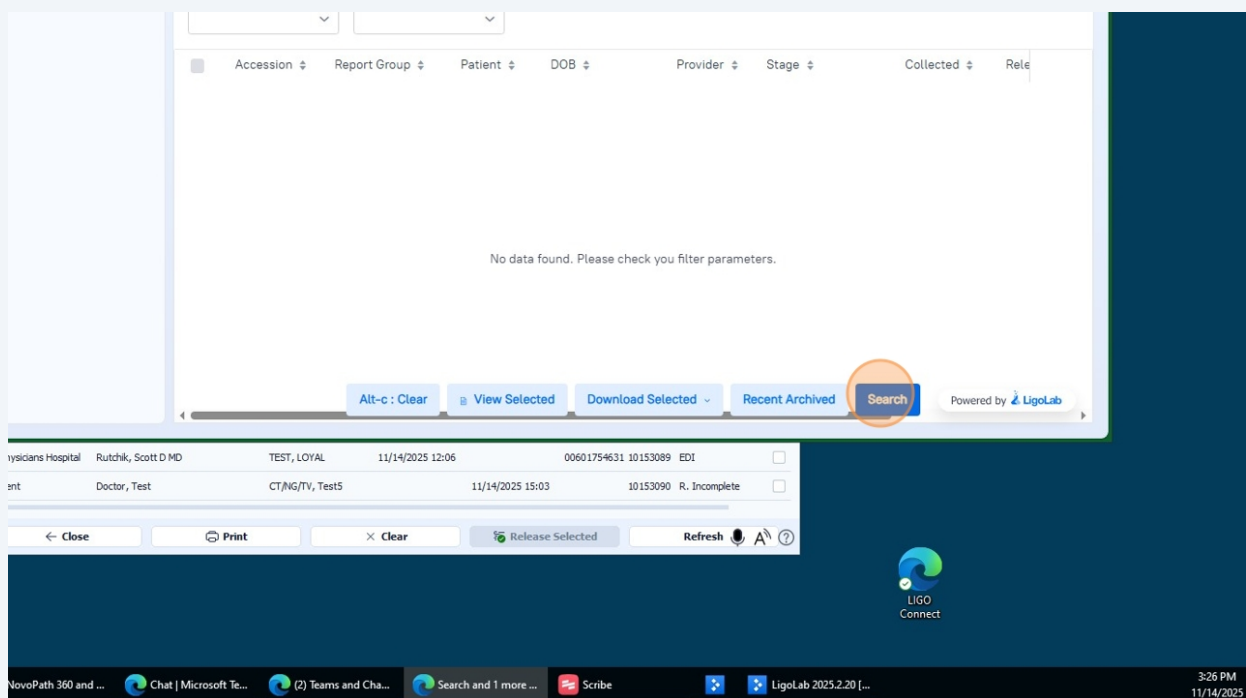 Accession Report Group Patient DOB Provider Stage Collected Rele
No data found. Please check you filter parameters.
Alt-c : Clear View Selected Download Selected Recent Archived Search Powered by LigoLab
hysicians Hospital Rutchik, Scott D MD TEST, LOYAL 11/14/2025 12:06 00601754631 10153089 EDI
ent Doctor, Test CT/NG/TV, Test5 11/14/2025 15:03 10153090 R. Incomplete
Close Print Clear Release Selected Refresh
LIGO
Connect
NovoPath 360 and ... Chat | Microsoft Te... (2) Teams and Cha... Search and 1 more ... Scribe LigoLab 2025.2.20 [...
3:26 PM
11/14/2025